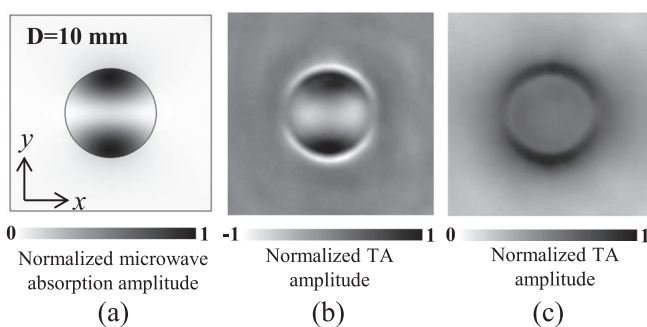 D=10 mm
y
x
0 1
Normalized microwave
absorption amplitude
(a)
-1 1
Normalized TA
amplitude
(b)
0 1
Normalized TA
amplitude
(c)